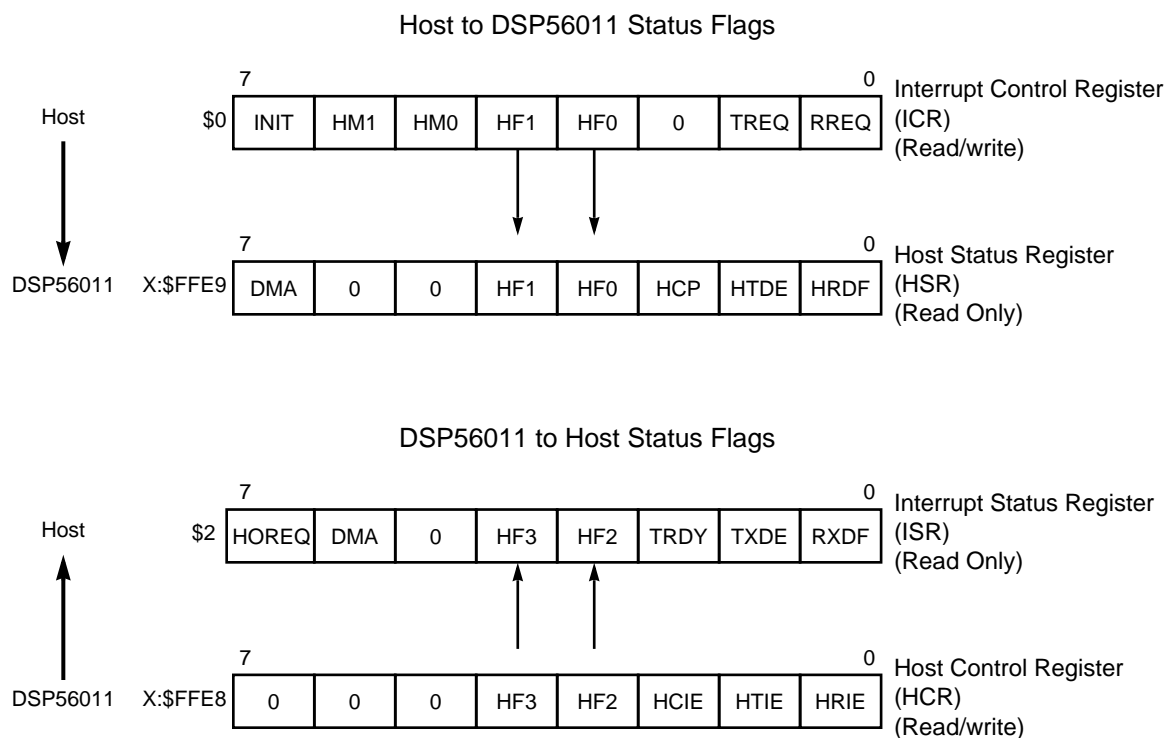 Host to DSP56011 Status Flags
7 0
Host $0 INIT HM1 HM0 HF1 HF0 0 TREQ RREQ
Interrupt Control Register
(ICR)
(Read/write)
7 0
DSP56011 X:$FFE9 DMA 0 0 HF1 HF0 HCP HTDE HRDF
Host Status Register
(HSR)
(Read Only)
DSP56011 to Host Status Flags
7 0
Host $2 HOREQ DMA 0 HF3 HF2 TRDY TXDE RXDF
Interrupt Status Register
(ISR)
(Read Only)
7 0
DSP56011 X:$FFE8 0 0 0 HF3 HF2 HCIE HTIE HRIE
Host Control Register
(HCR)
(Read/write)